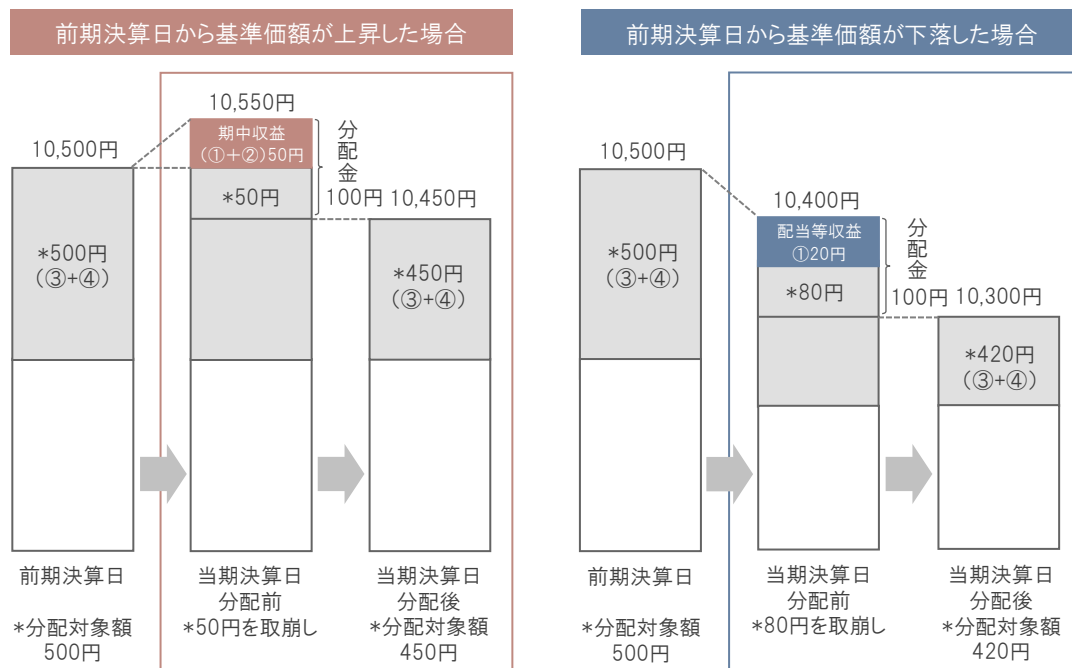 前期決算日から基準価額が上昇した場合
10,550円
期中収益
(①+②)50円
分配金
10,500円
*50円
100円
10,450円
*500円
(③+④)
*450円
(③+④)
前期決算日
当期決算日
分配前
当期決算日
分配後
*分配対象額
500円
*50円を取崩し
*分配対象額
450円
前期決算日から基準価額が下落した場合
10,500円
10,400円
配当等収益
①20円
分配金
*500円
(③+④)
*80円
100円
10,300円
*420円
(③+④)
前期決算日
当期決算日
分配前
当期決算日
分配後
*分配対象額
500円
*80円を取崩し
*分配対象額
420円